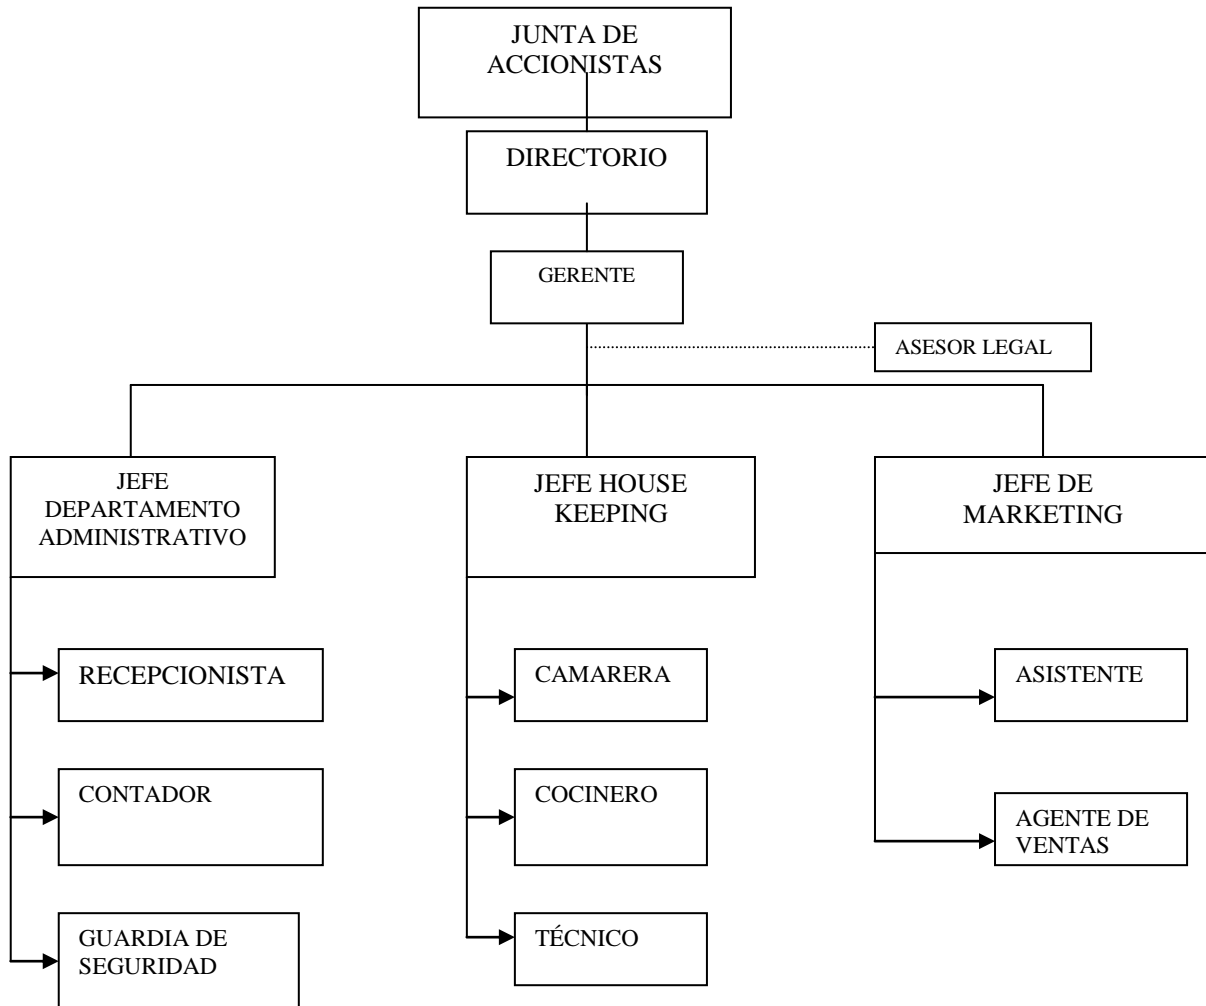 JUNTA DE
ACCIONISTAS
DIRECTORIO
GERENTE
ASESOR LEGAL
JEFE
DEPARTAMENTO
ADMINISTRATIVO
JEFE HOUSE
KEEPING
JEFE DE
MARKETING
RECEPCIONISTA
CAMARERA
ASISTENTE
CONTADOR
COCINERO
AGENTE DE
VENTAS
GUARDIA DE
SEGURIDAD
TÉCNICO